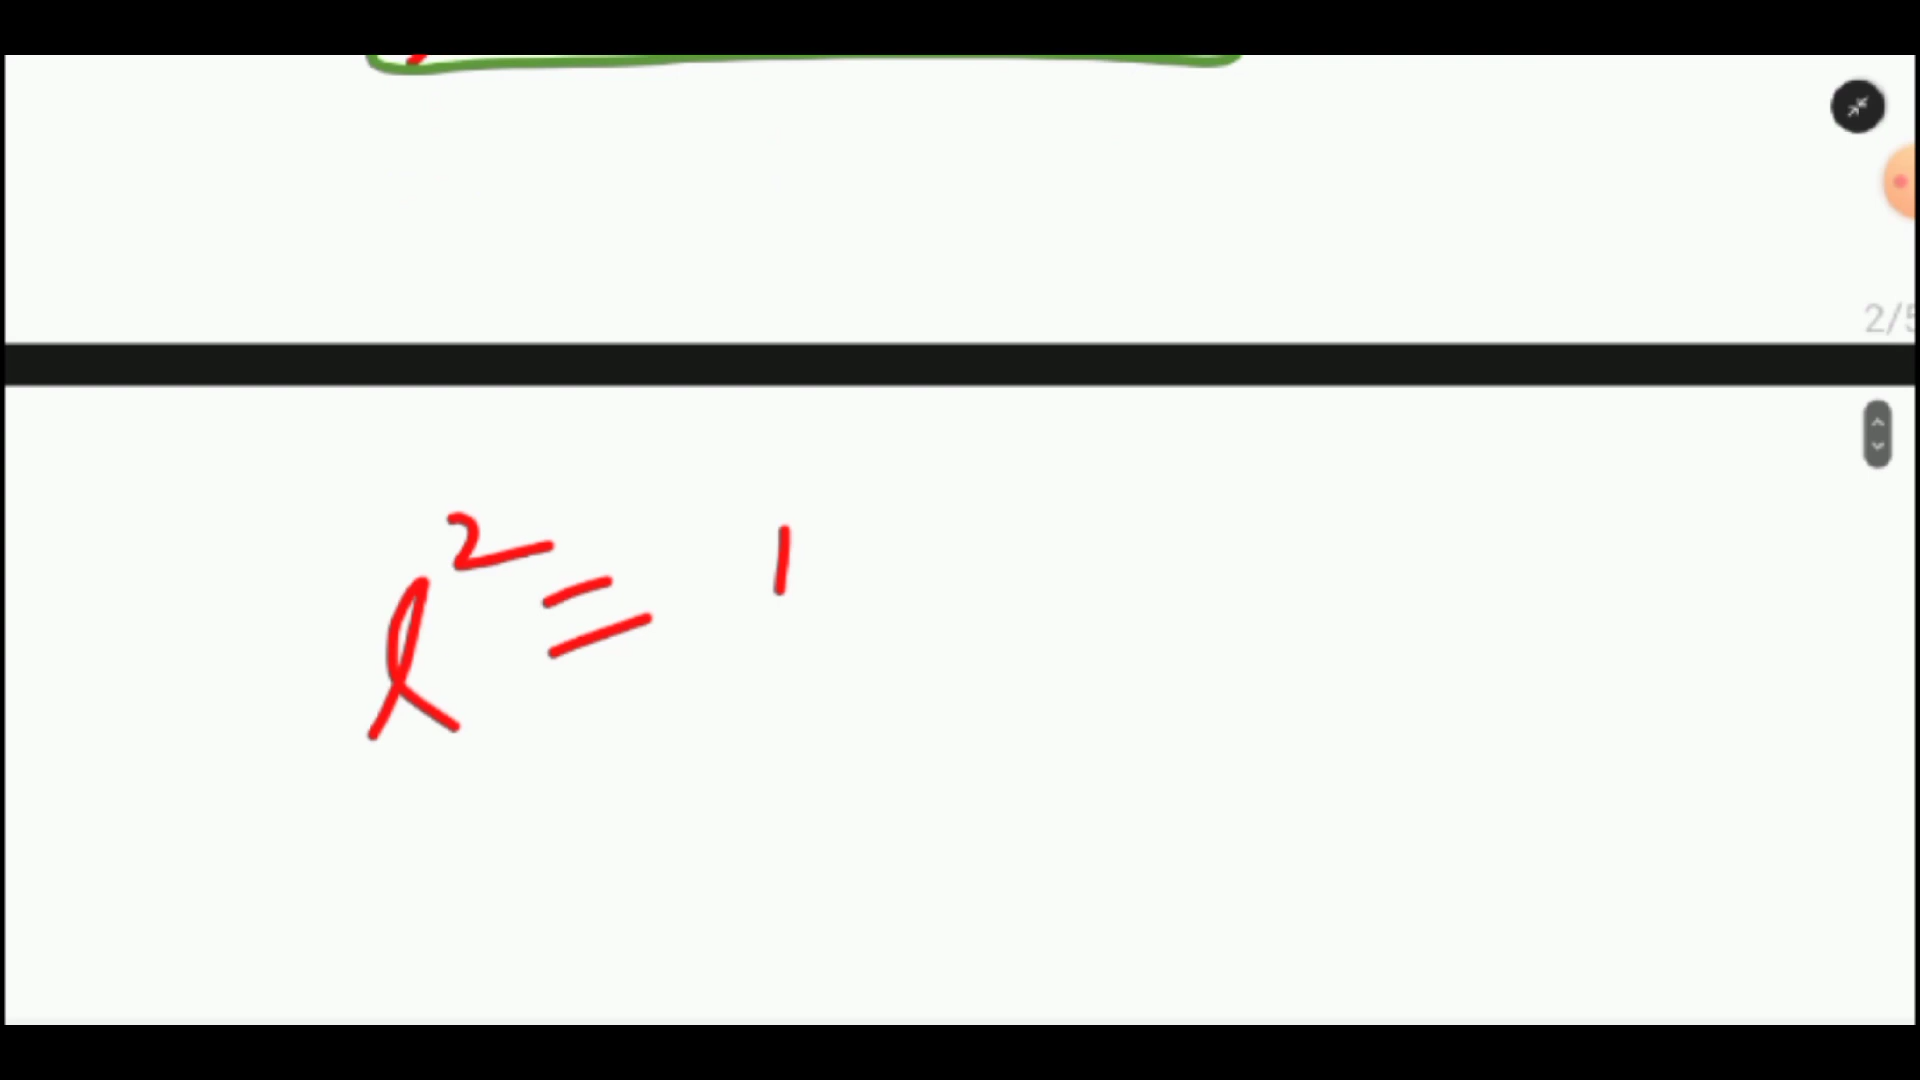 2/5
l² = 1